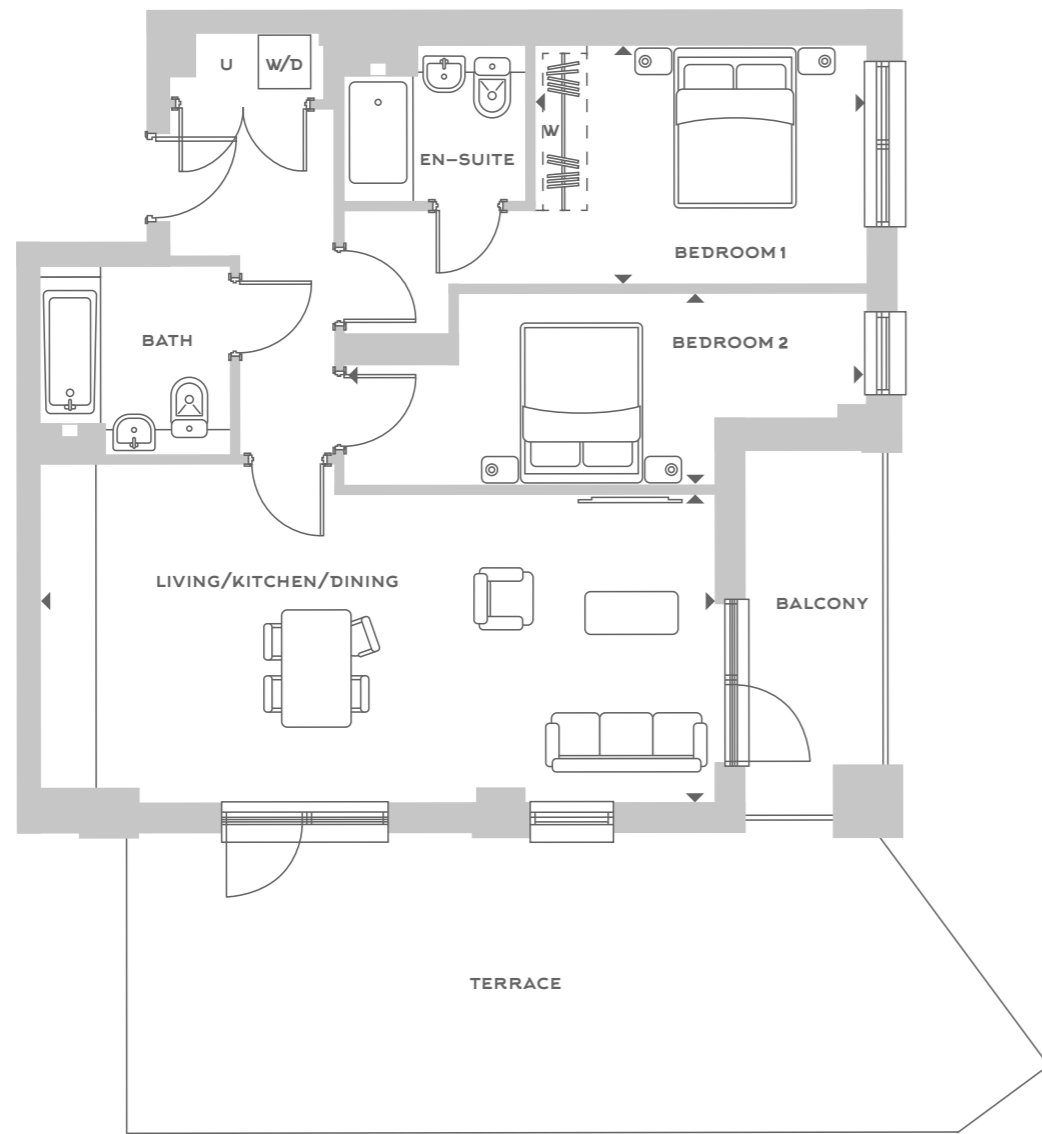 U
W/D
EN-SUITE
W
BEDROOM 1
BATH
BEDROOM 2
LIVING/KITCHEN/DINING
BALCONY
TERRACE